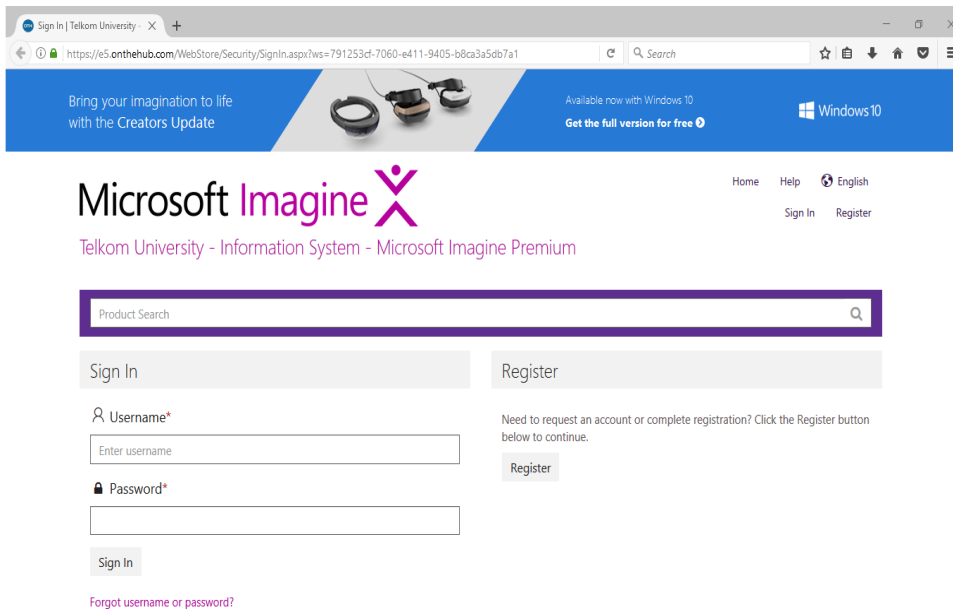 Sign In | Telkom University -
https://e5.onthehub.com/WebStore/Security/SignIn.aspx?ws=791253cf-7060-e411-9405-b8ca3a5db7a1
Search
Bring your imagination to life
with the Creators Update
Available now with Windows 10
Get the full version for free
Windows 10
Microsoft Imagine X
Home Help English
Sign In Register
Telkom University - Information System - Microsoft Imagine Premium
Product Search
Sign In
Username*
Enter username
Password*
Sign In
Forgot username or password?
Register
Need to request an account or complete registration? Click the Register button
below to continue.
Register